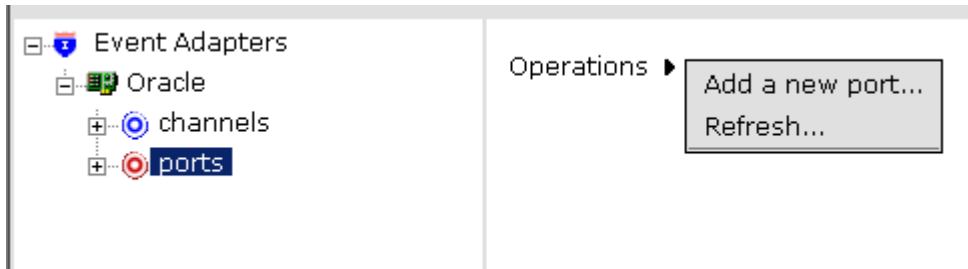 Event Adapters
Oracle
channels
ports
Operations
Add a new port...
Refresh...